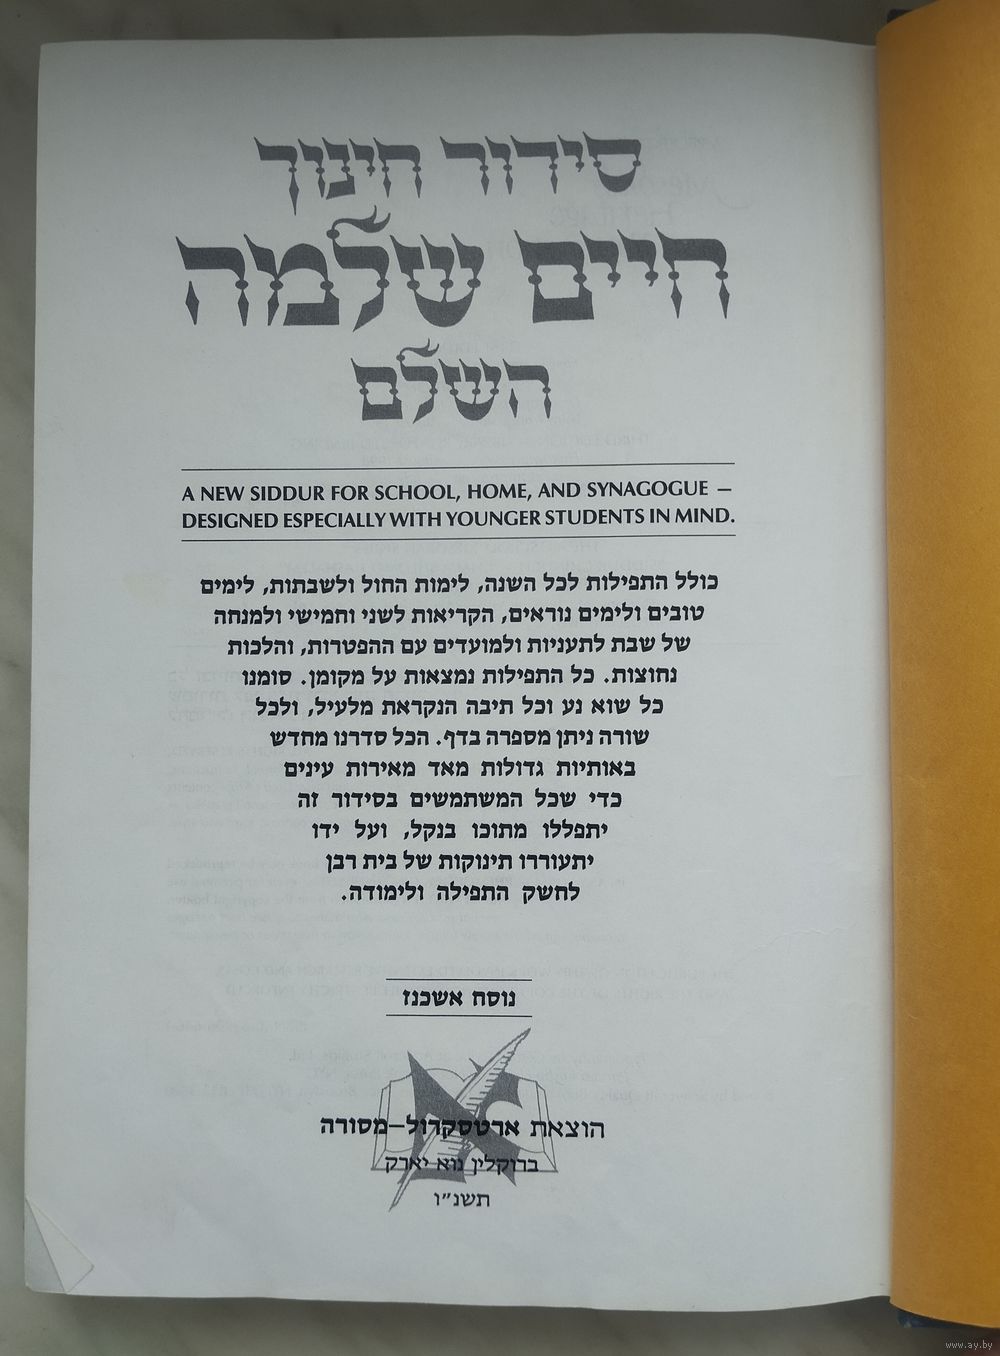 סידור חינוך
חיים שלמה
השלם
A NEW SIDDUR FOR SCHOOL, HOME, AND SYNAGOGUE —
DESIGNED ESPECIALLY WITH YOUNGER STUDENTS IN MIND.
כולל התפילות לכל השנה, לימות החול ולשבתות, לימים
טובים ולימים נוראים, הקריאות לשני וחמישי ולמנחה
של שבת לתעניות ולמועדים עם ההפטרות, והלכות
נחוצות. כל התפילות נמצאות על מקומן. סומנו
כל שוא נע וכל תיבה הנקראת מלעיל, ולכל
שורה ניתן מספרה בדף. הכל סדרנו מחדש
באותיות גדולות מאד מאירות עינים
כדי שכל המשתמשים בסידור זה
יתפללו מתוכו בנקל, ועל ידו
יתעוררו תינוקות של בית רבן
לחשק התפילה ולימודה.
נוסח אשכנז
הוצאת ארטסקרול–מסורה
ברוקלין נוא יארק
תשנ״ו
www.ay.by